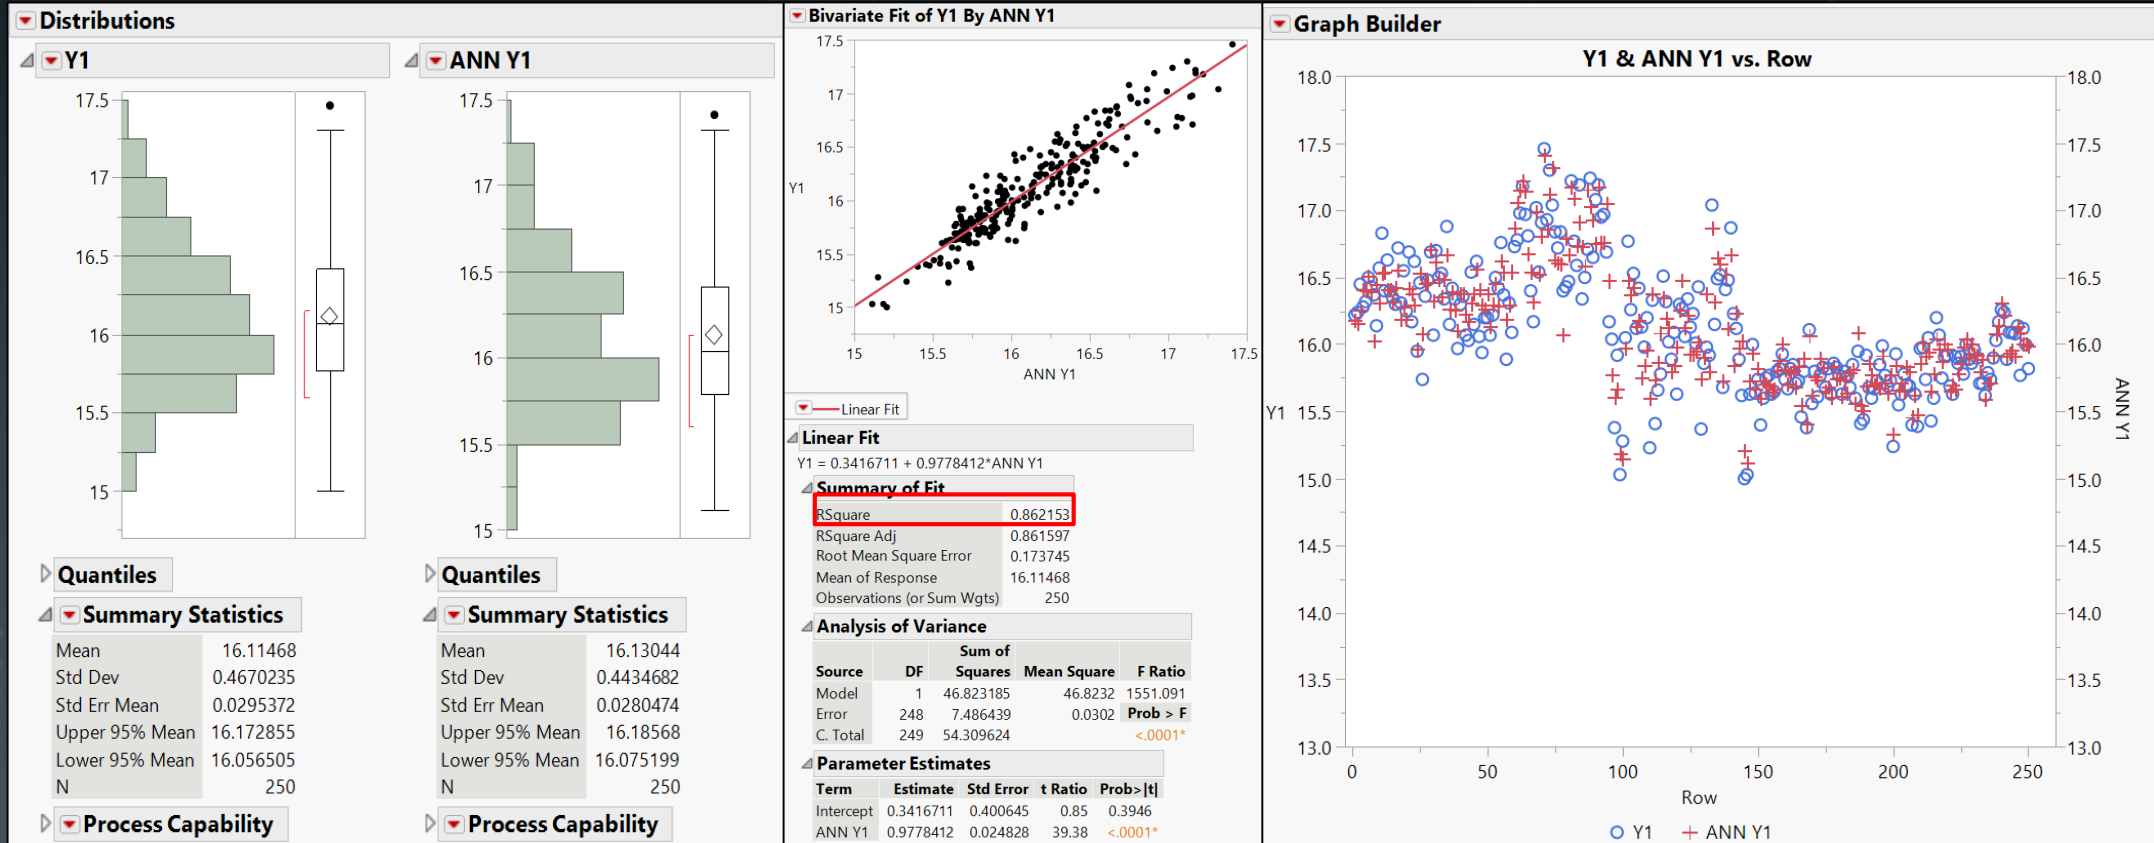 Distributions
Y1
17.5
17
16.5
16
15.5
15
Quantiles
Summary Statistics
Mean 16.11468
Std Dev 0.4670235
Std Err Mean 0.0295372
Upper 95% Mean 16.172855
Lower 95% Mean 16.056505
N 250
Process Capability
ANN Y1
17.5
17
16.5
16
15.5
15
Quantiles
Summary Statistics
Mean 16.13044
Std Dev 0.4434682
Std Err Mean 0.0280474
Upper 95% Mean 16.18568
Lower 95% Mean 16.075199
N 250
Process Capability
Bivariate Fit of Y1 By ANN Y1
17.5
17
16.5
Y1
16
15.5
15
15 15.5 16 16.5 17 17.5
ANN Y1
Linear Fit
Linear Fit
Y1 = 0.3416711 + 0.9778412*ANN Y1
Summary of Fit
RSquare 0.862153
RSquare Adj 0.861597
Root Mean Square Error 0.173745
Mean of Response 16.11468
Observations (or Sum Wgts) 250
Analysis of Variance
Sum of
Source DF Squares Mean Square F Ratio
Model 1 46.823185 46.8232 1551.091
Error 248 7.486439 0.0302 Prob > F
C. Total 249 54.309624 <.0001*
Parameter Estimates
Term Estimate Std Error t Ratio Prob>|t|
Intercept 0.3416711 0.400645 0.85 0.3946
ANN Y1 0.9778412 0.024828 39.38 <.0001*
Graph Builder
Y1 & ANN Y1 vs. Row
18.0 18.0
17.5 17.5
17.0 17.0
16.5 16.5
16.0 16.0
Y1 15.5 15.5 ANN Y1
15.0 15.0
14.5 14.5
14.0 14.0
13.5 13.5
13.0 13.0
0 50 100 150 200 250
Row
Y1 ANN Y1